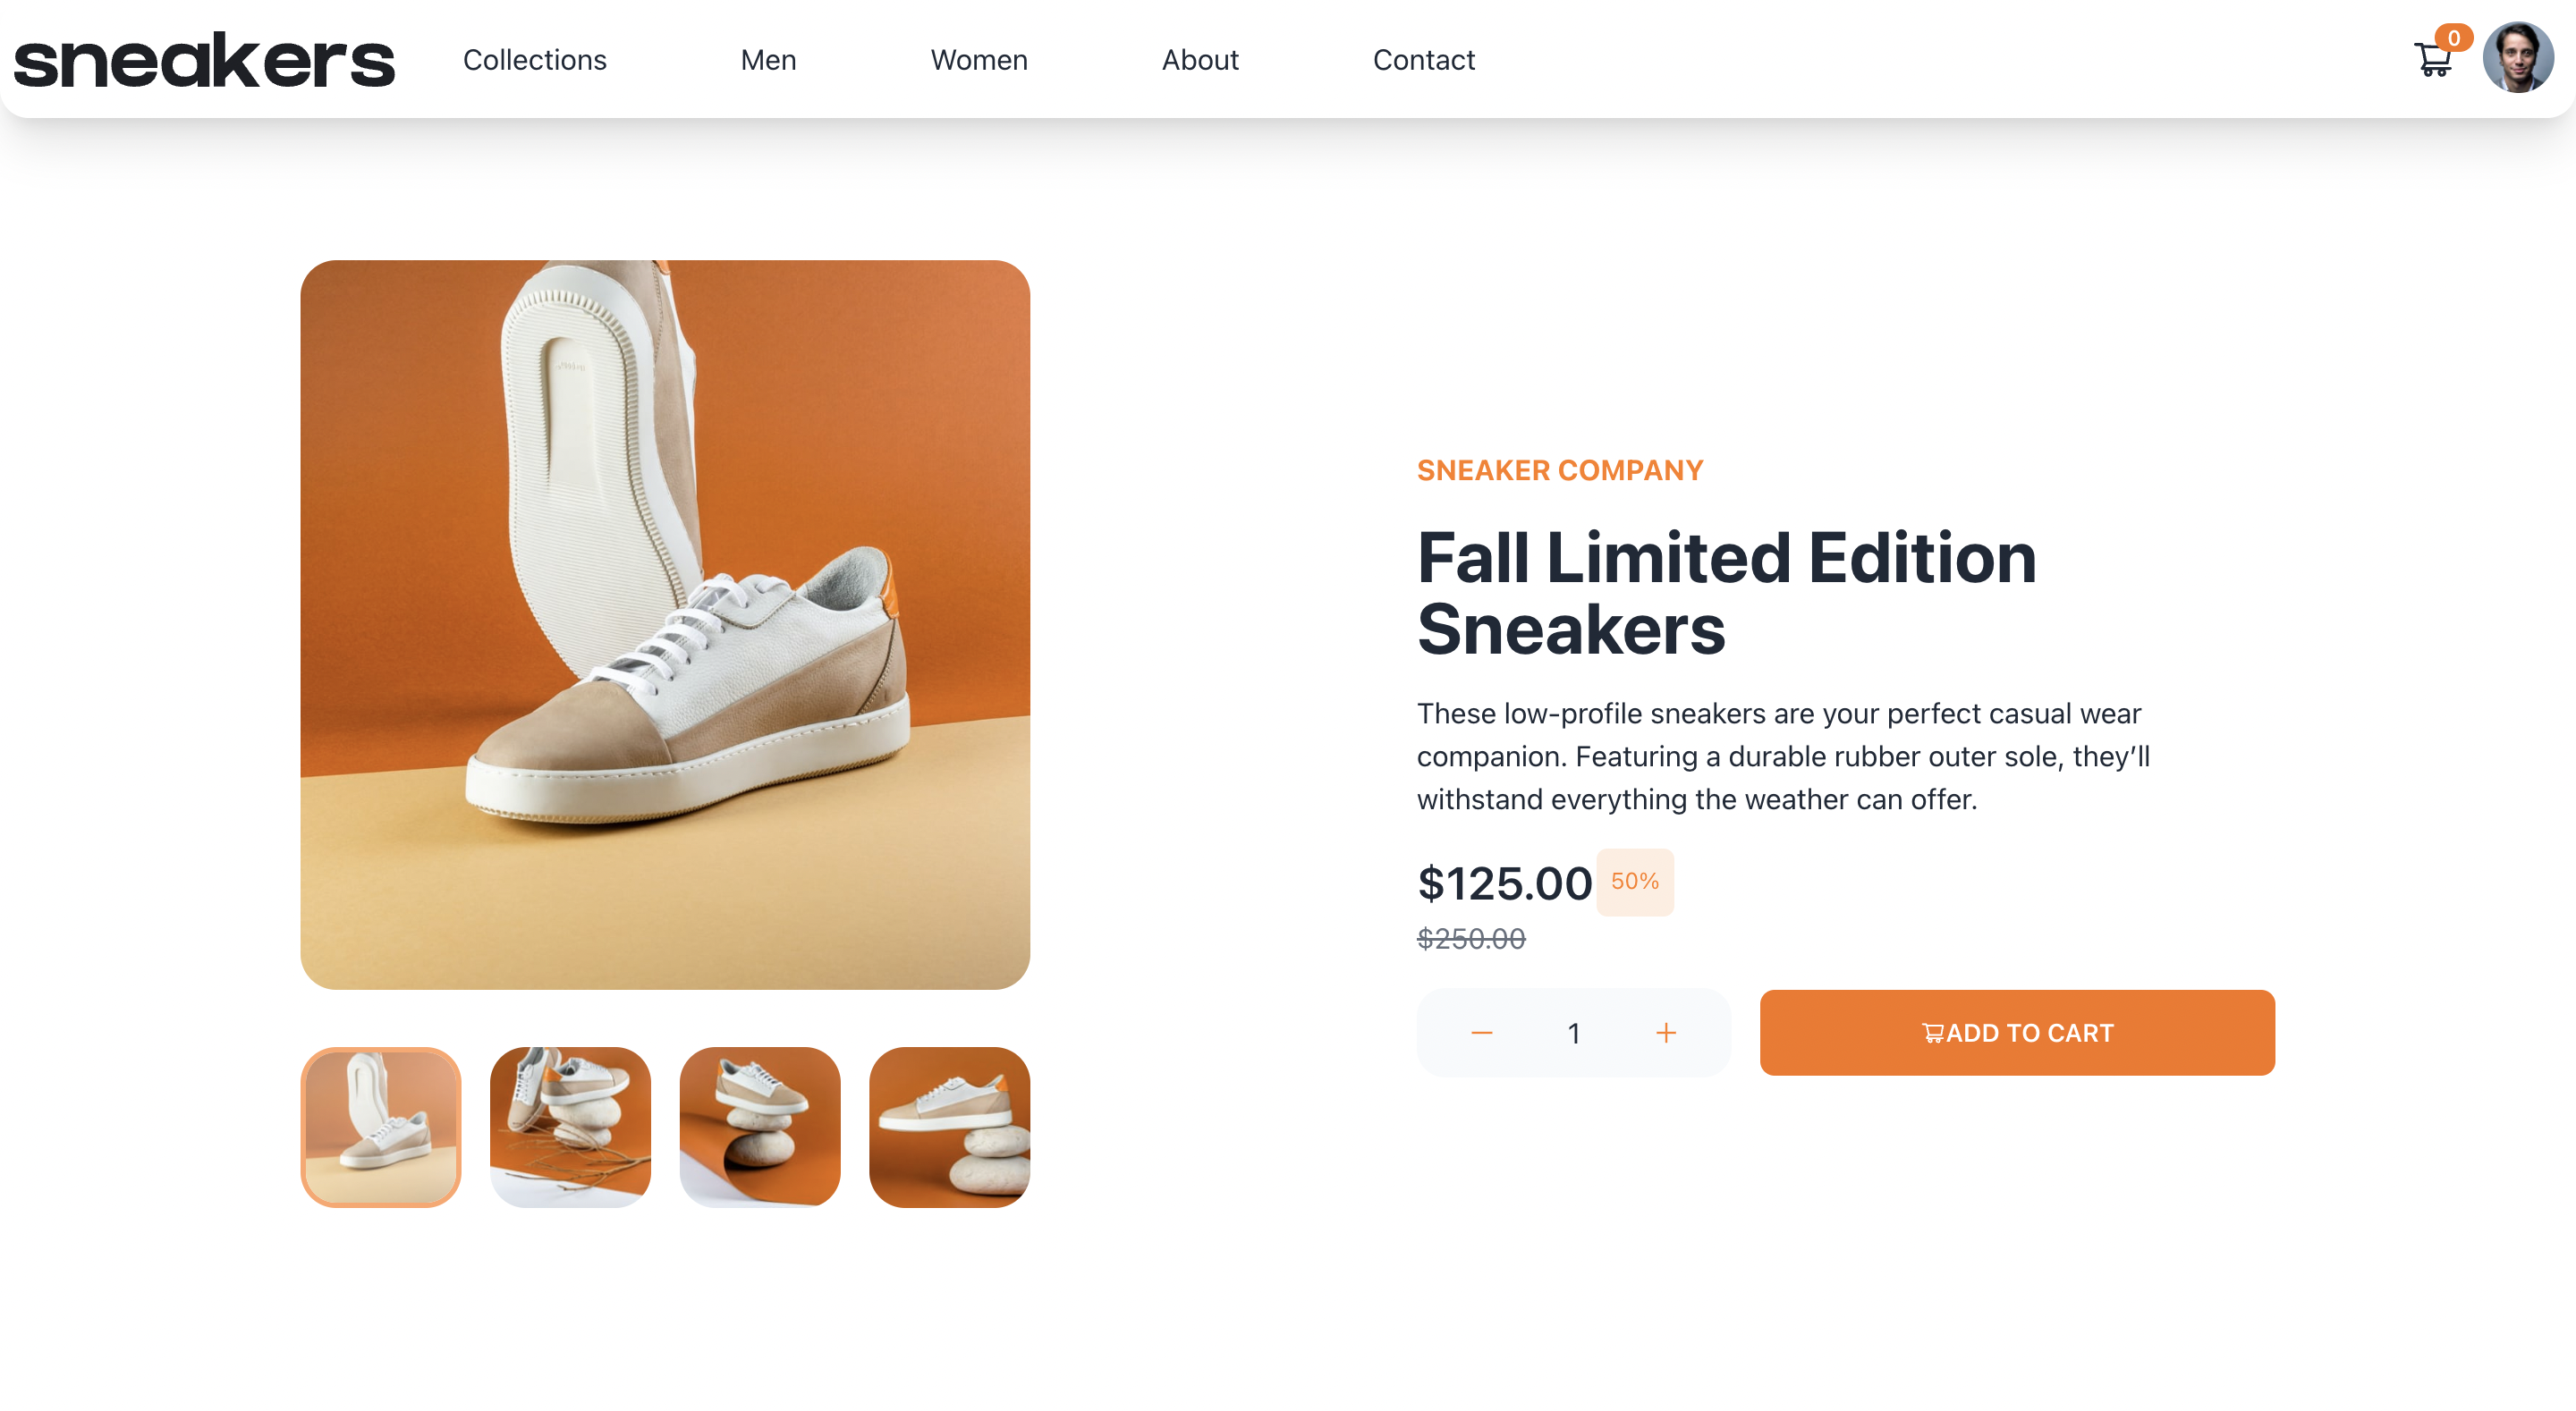 sneakers
Collections
Men
Women
About
Contact
0
SNEAKER COMPANY
Fall Limited Edition
Sneakers
These low-profile sneakers are your perfect casual wear
companion. Featuring a durable rubber outer sole, they’ll
withstand everything the weather can offer.
$125.00
50%
$250.00
1
ADD TO CART